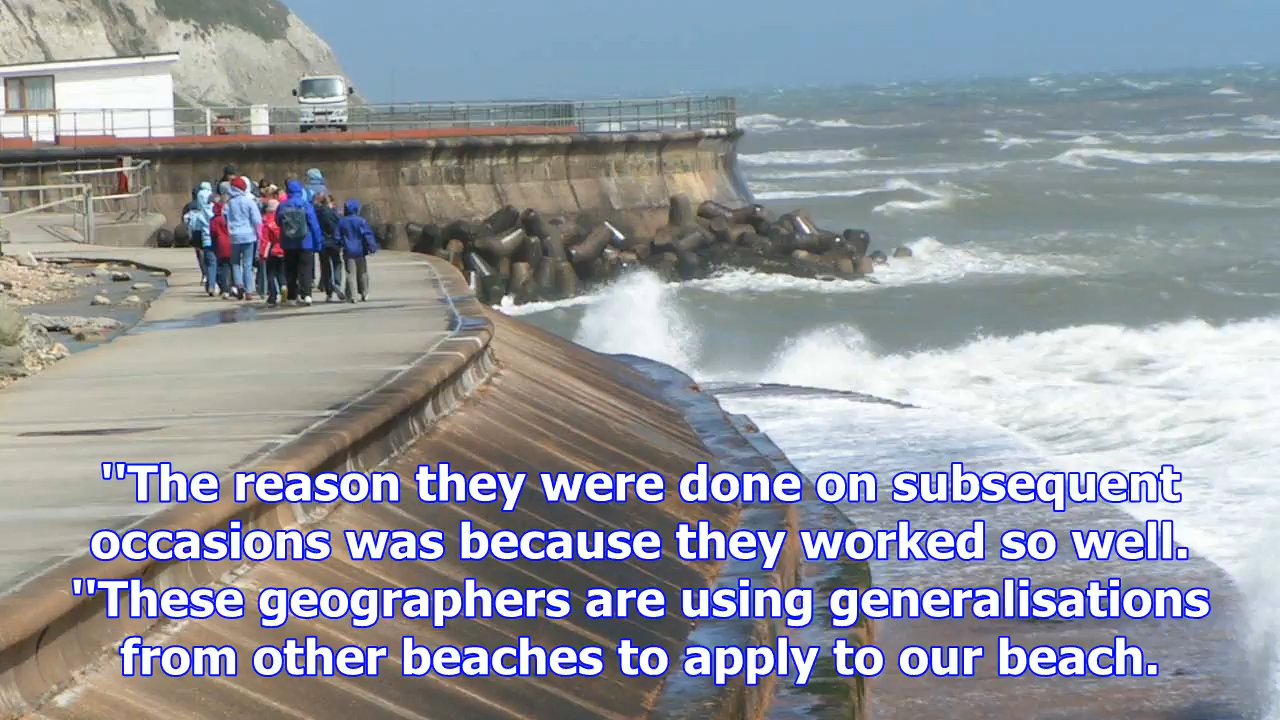 "The reason they were done on subsequent
occasions was because they worked so well.
"These geographers are using generalisations
from other beaches to apply to our beach.